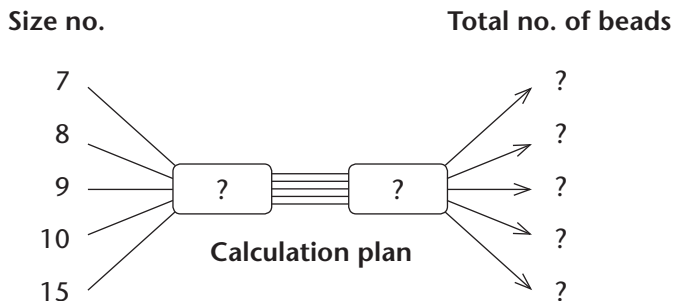 Size no. Total no. of beads
7 ?
8 ?
9 ? ? ?
10 ?
Calculation plan
15 ?